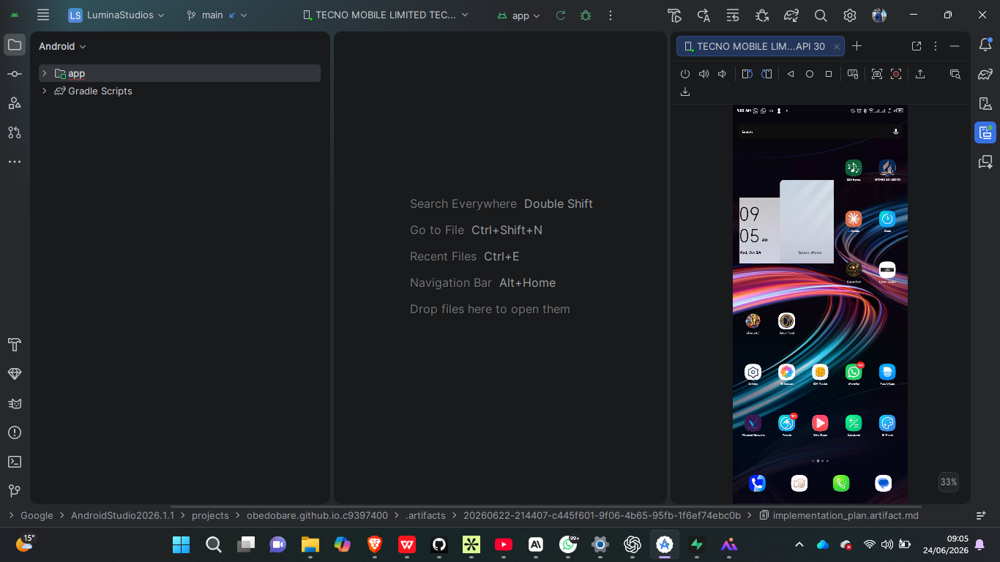 LS LuminaStudios main TECNO MOBILE LIMITED TEC... app
Android
app
Gradle Scripts
Search Everywhere Double Shift
Go to File Ctrl+Shift+N
Recent Files Ctrl+E
Navigation Bar Alt+Home
Drop files here to open them
TECNO MOBILE LIM...API 30
Search
09
05 AM
Wed, Jun 24
Select photos
Clock
Settings
Calculator
33%
Google AndroidStudio2026.1.1 projects obedobare.github.io.c9397400 .artifacts 20260622-214407-c445f601-9f06-4b65-95fb-1f6ef74ebc0b implementation_plan.artifact.md
15°
99+
09:05
24/06/2026